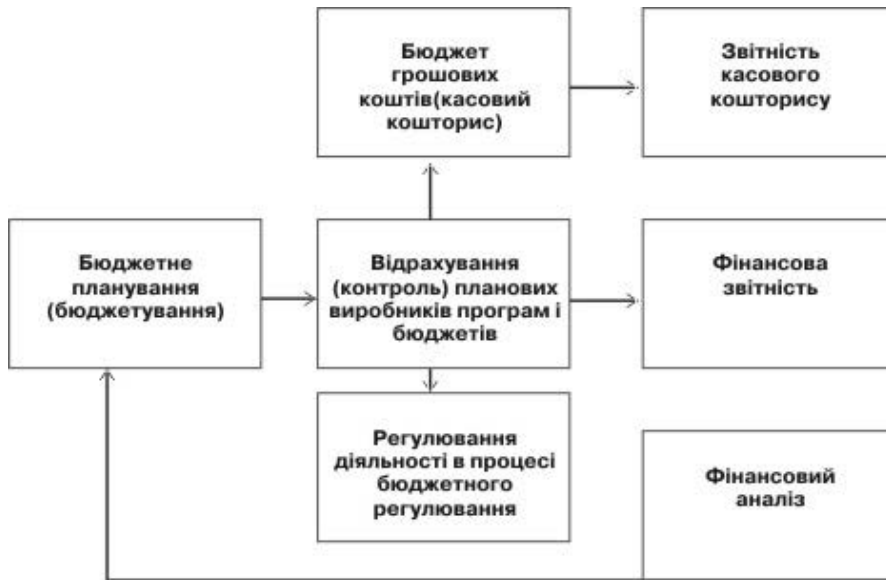 Бюджет
грошових
коштів(касовий
кошторис)
Звітність
касового
кошторису
Бюджетне
планування
(бюджетування)
Відрахування
(контроль) планових
виробників програм і
бюджетів
Фінансова
звітність
Регулювання
діяльності в процесі
бюджетного
регулювання
Фінансовий
аналіз